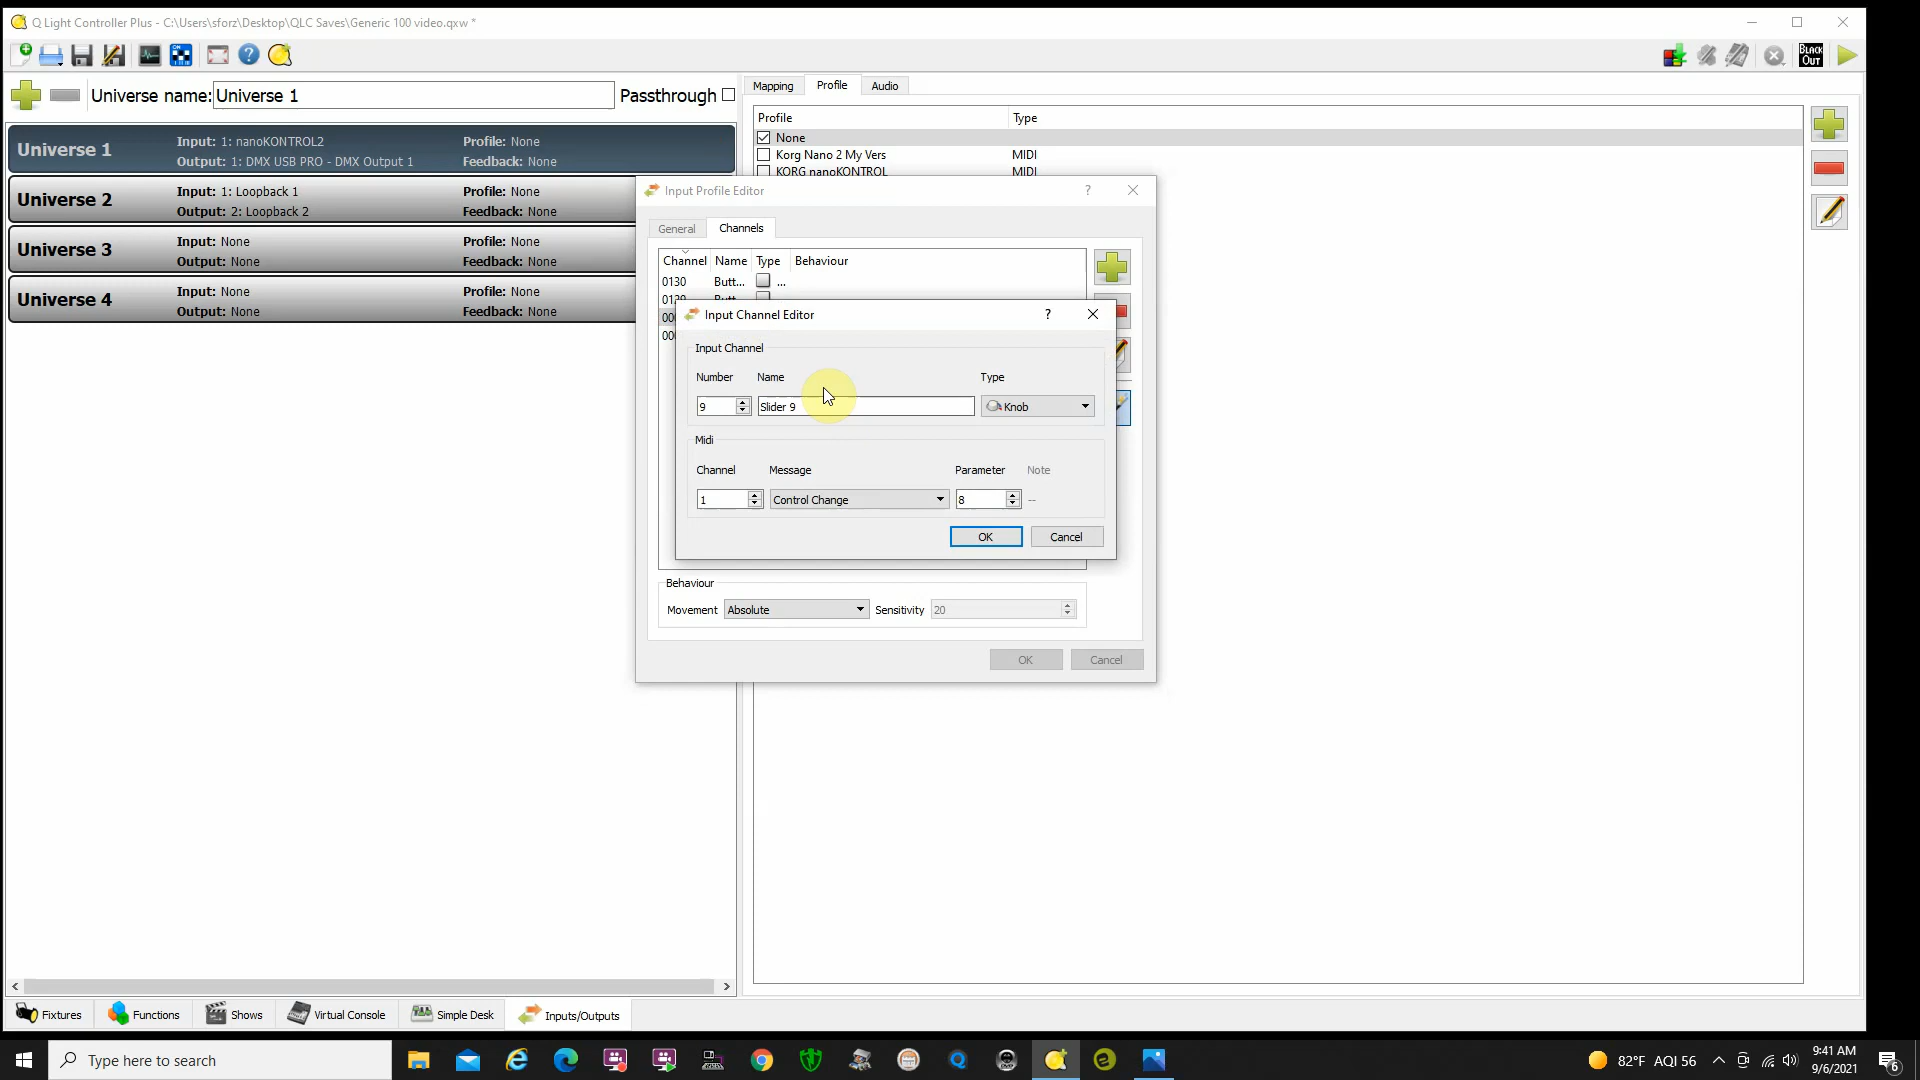 Q Light Controller Plus - C:\Users\sforz\Desktop\QLC Saves\Generic 100 video.qxw *
BLACK OUT
Universe name: Universe 1 Passthrough
Mapping Profile Audio
Profile Type
None
Korg Nano 2 My Vers MIDI
KORG nanoKONTROL MIDI
Universe 1 Input: 1: nanoKONTROL2 Profile: None
Output: 1: DMX USB PRO - DMX Output 1 Feedback: None
Universe 2 Input: 1: Loopback 1 Profile: None
Output: 2: Loopback 2 Feedback: None
Universe 3 Input: None Profile: None
Output: None Feedback: None
Universe 4 Input: None Profile: None
Output: None Feedback: None
Input Profile Editor ?
General Channels
Channel Name Type Behaviour
0130 Butt... ...
0129 Butt...
Input Channel Editor ?
Input Channel
Number Name Type
9 Slider 9 Knob
Midi
Channel Message Parameter Note
1 Control Change 8 --
OK Cancel
Behaviour
Movement Absolute Sensitivity 20
OK Cancel
Fixtures Functions Shows Virtual Console Simple Desk Inputs/Outputs
Type here to search
82°F AQI 56
9:41 AM
9/6/2021
6